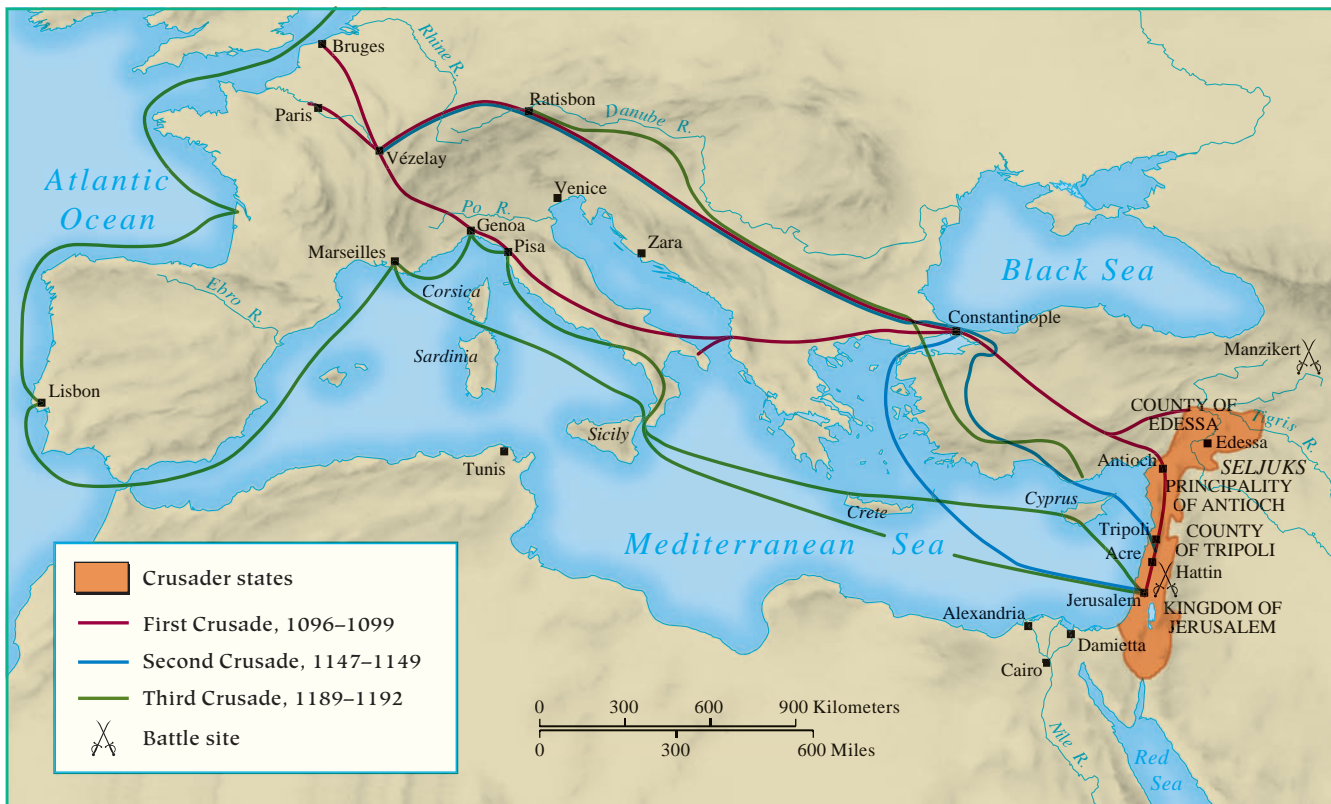 Bruges
Rhine R.
Paris
Ratisbon
Danube R.
Vézelay
Atlantic
Ocean
Venice
Po R.
Genoa
Pisa
Zara
Marseilles
Corsica
Ebro R.
Black Sea
Constantinople
Sardinia
Manzikert
Lisbon
COUNTY OF
EDESSA
Tigris R.
Edessa
Sicily
Tunis
Antioch
SELJUKS
PRINCIPALITY
OF ANTIOCH
Crete
Cyprus
Mediterranean Sea
Tripoli
COUNTY
OF TRIPOLI
Acre
Hattin
Jerusalem
KINGDOM OF
JERUSALEM
Alexandria
Damietta
Cairo
Nile R.
Red
Sea
Crusader states
First Crusade, 1096–1099
Second Crusade, 1147–1149
Third Crusade, 1189–1192
Battle site
0 300 600 900 Kilometers
0 300 600 Miles